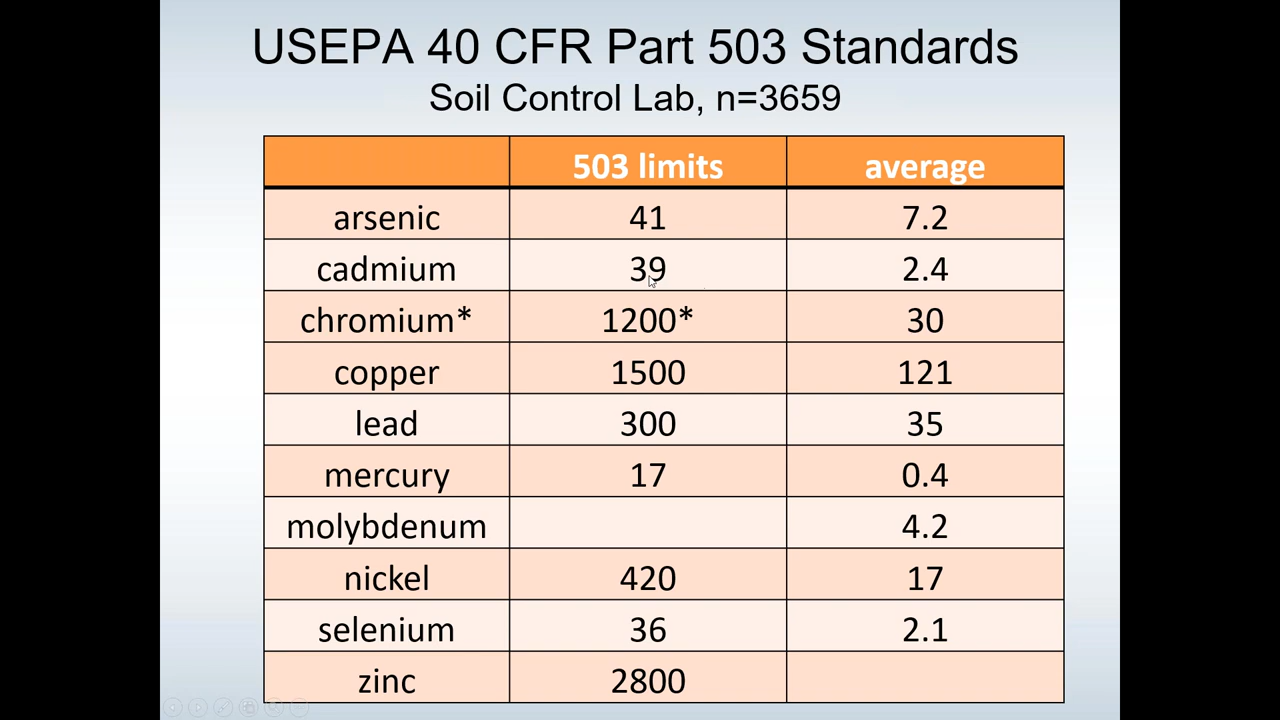 USEPA 40 CFR Part 503 Standards
Soil Control Lab, n=3659
503 limits average
arsenic 41 7.2
cadmium 39 2.4
chromium* 1200* 30
copper 1500 121
lead 300 35
mercury 17 0.4
molybdenum 4.2
nickel 420 17
selenium 36 2.1
zinc 2800